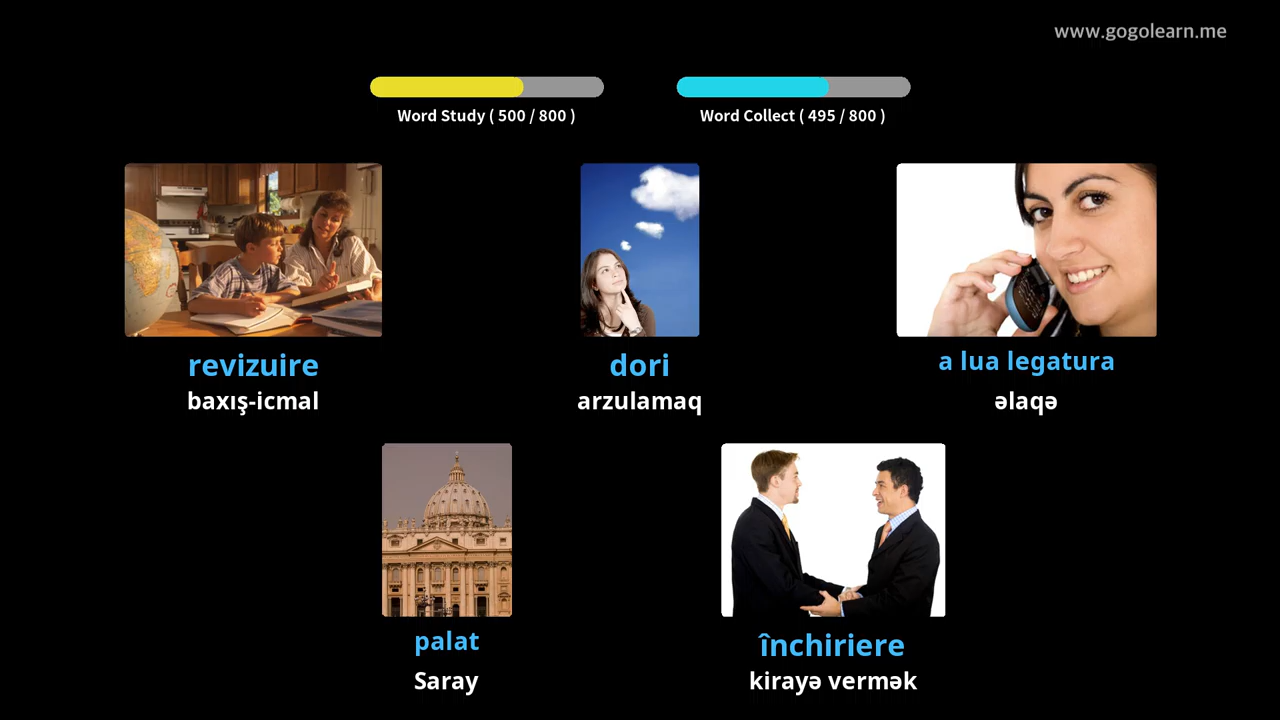 www.gogolearn.me
Word Study ( 500 / 800 )
Word Collect ( 495 / 800 )
revizuire
baxış-icmal
dori
arzulamaq
a lua legatura
əlaqə
palat
Saray
închiriere
kirayə vermək